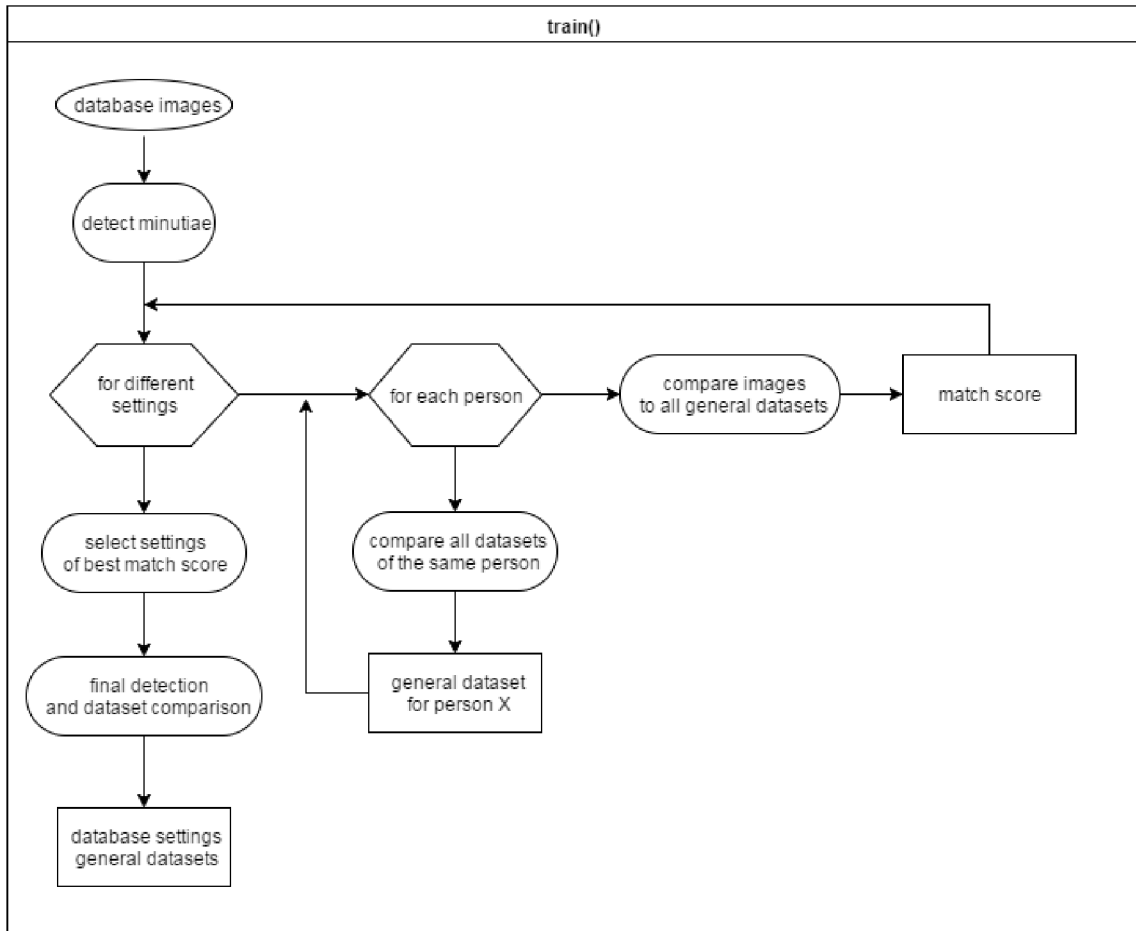 train()
database images
detect minutiae
for different
settings
for each person
compare images
to all general datasets
match score
select settings
of best match score
compare all datasets
of the same person
final detection
and dataset comparison
general dataset
for person X
database settings
general datasets